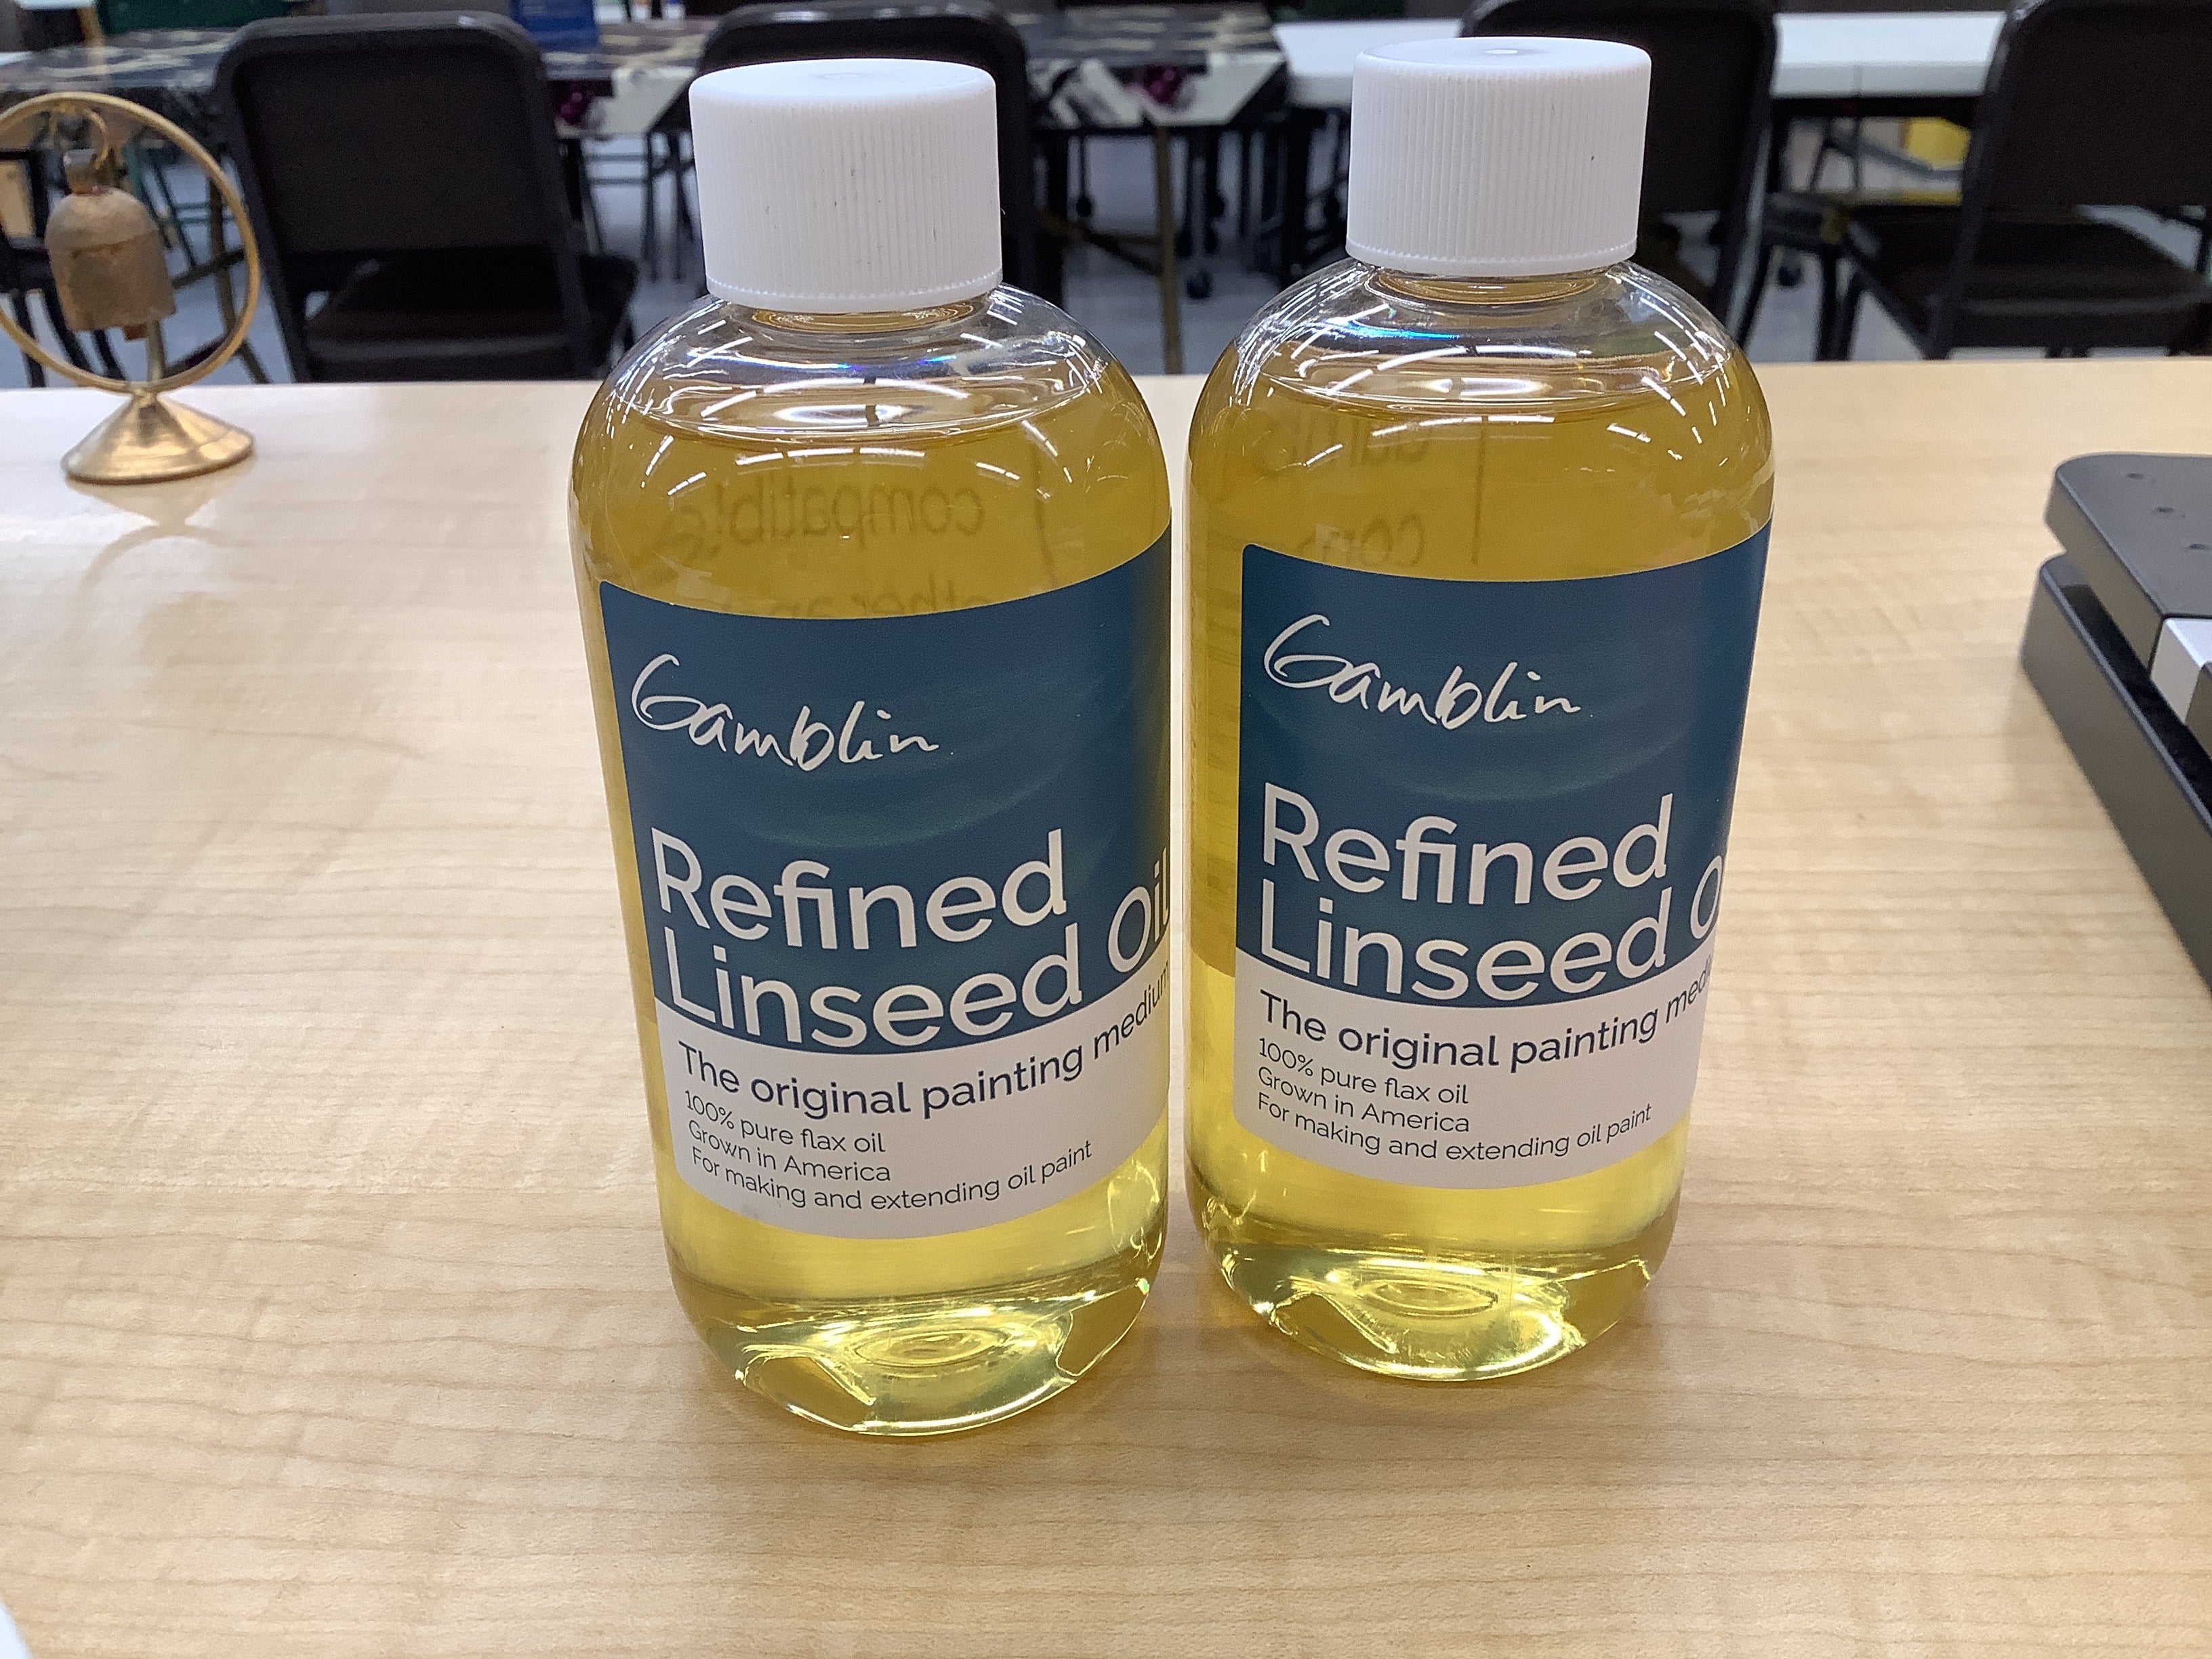 compatible
Gamblin
Refined
Linseed Oil
The original painting medium
100% pure flax oil
Grown in America
For making and extending oil paint
Gamblin
Refined
Linseed O
The original painting med
100% pure flax oil
Grown in America
For making and extending oil paint